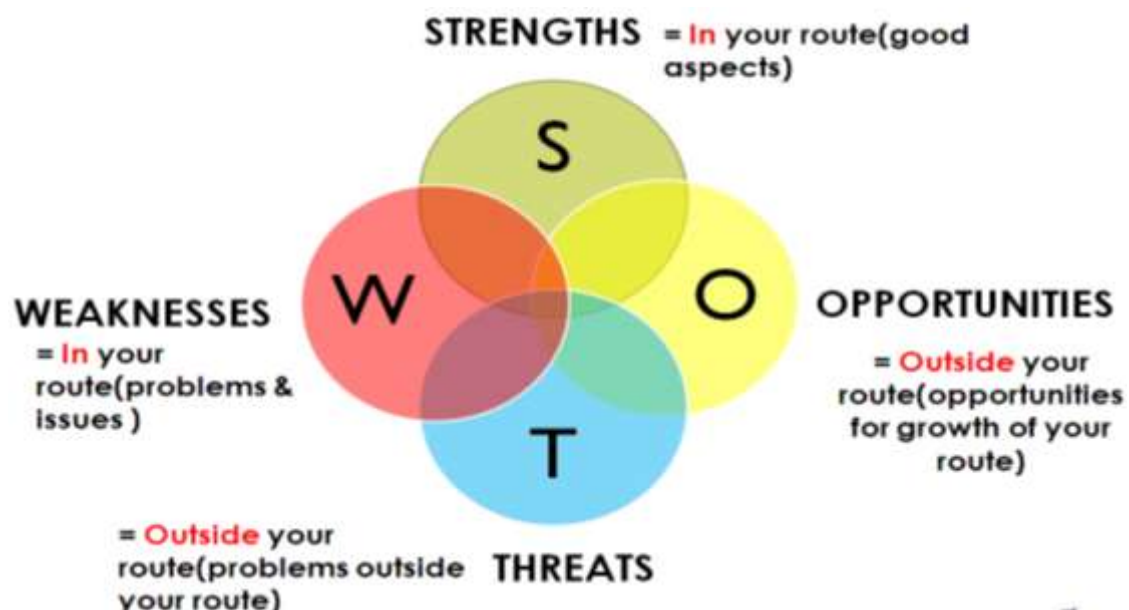 STRENGTHS = In your route(good
aspects)
S
W
O
WEAKNESSES
= In your
route(problems &
issues )
OPPORTUNITIES
= Outside your
route(opportunities
for growth of your
route)
T
= Outside your
route(problems outside
your route)
THREATS